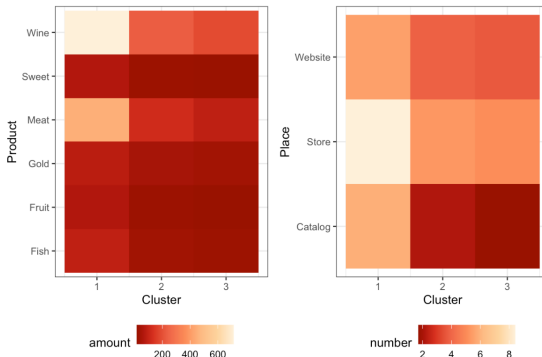 Wine
Sweet
Meat
Gold
Fruit
Fish
Product
1 2 3
Cluster
amount
200 400 600
Website
Store
Catalog
Place
1 2 3
Cluster
number
2 4 6 8